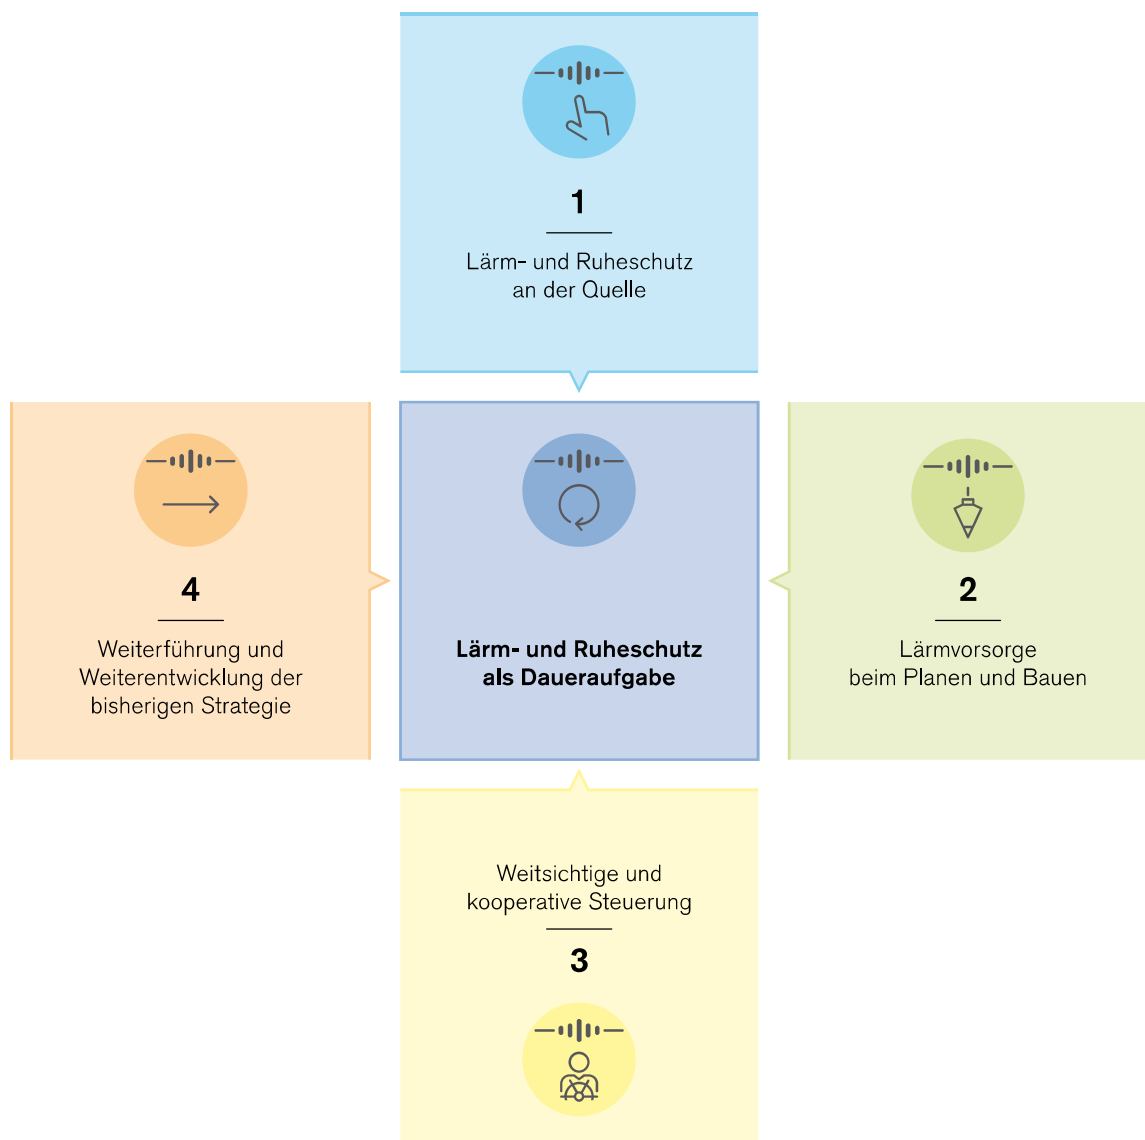 1
Lärm- und Ruheschutz
an der Quelle
4
Weiterführung und
Weiterentwicklung der
bisherigen Strategie
Lärm- und Ruheschutz
als Daueraufgabe
2
Lärmvorsorge
beim Planen und Bauen
Weitsichtige und
kooperative Steuerung
3